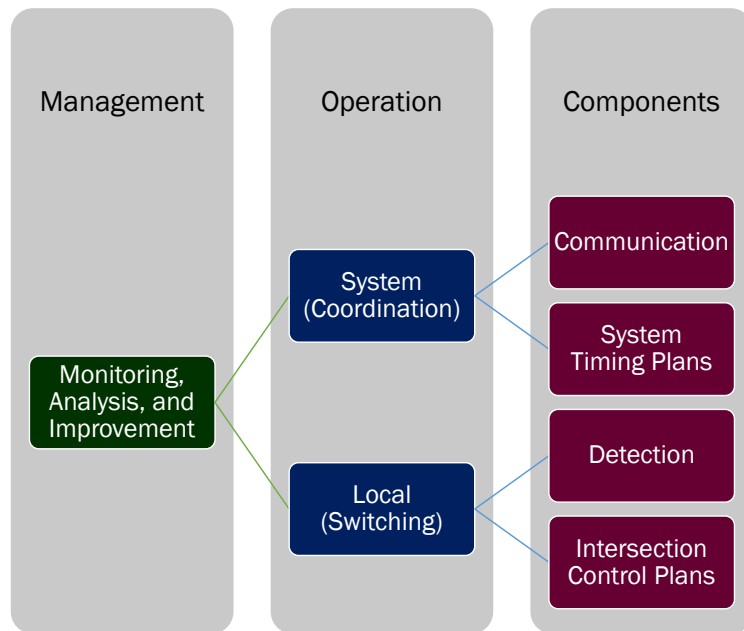 Management
Operation
Components
Monitoring,
Analysis, and
Improvement
System
(Coordination)
Local
(Switching)
Communication
System
Timing Plans
Detection
Intersection
Control Plans